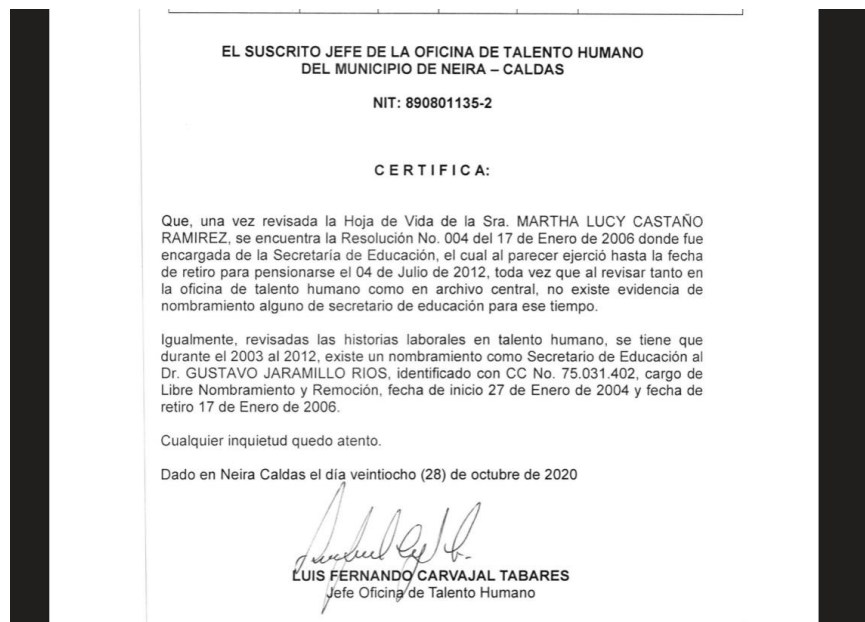 EL SUSCRITO JEFE DE LA OFICINA DE TALENTO HUMANO
DEL MUNICIPIO DE NEIRA – CALDAS
NIT: 890801135-2
C E R T I F I C A:
Que, una vez revisada la Hoja de Vida de la Sra. MARTHA LUCY CASTAÑO
RAMIREZ, se encuentra la Resolución No. 004 del 17 de Enero de 2006 donde fue
encargada de la Secretaría de Educación, el cual al parecer ejerció hasta la fecha
de retiro para pensionarse el 04 de Julio de 2012, toda vez que al revisar tanto en
la oficina de talento humano como en archivo central, no existe evidencia de
nombramiento alguno de secretario de educación para ese tiempo.
Igualmente, revisadas las historias laborales en talento humano, se tiene que
durante el 2003 al 2012, existe un nombramiento como Secretario de Educación al
Dr. GUSTAVO JARAMILLO RIOS, identificado con CC No. 75.031.402, cargo de
Libre Nombramiento y Remoción, fecha de inicio 27 de Enero de 2004 y fecha de
retiro 17 de Enero de 2006.
Cualquier inquietud quedo atento.
Dado en Neira Caldas el día veintiocho (28) de octubre de 2020
LUIS FERNANDO CARVAJAL TABARES
Jefe Oficina de Talento Humano